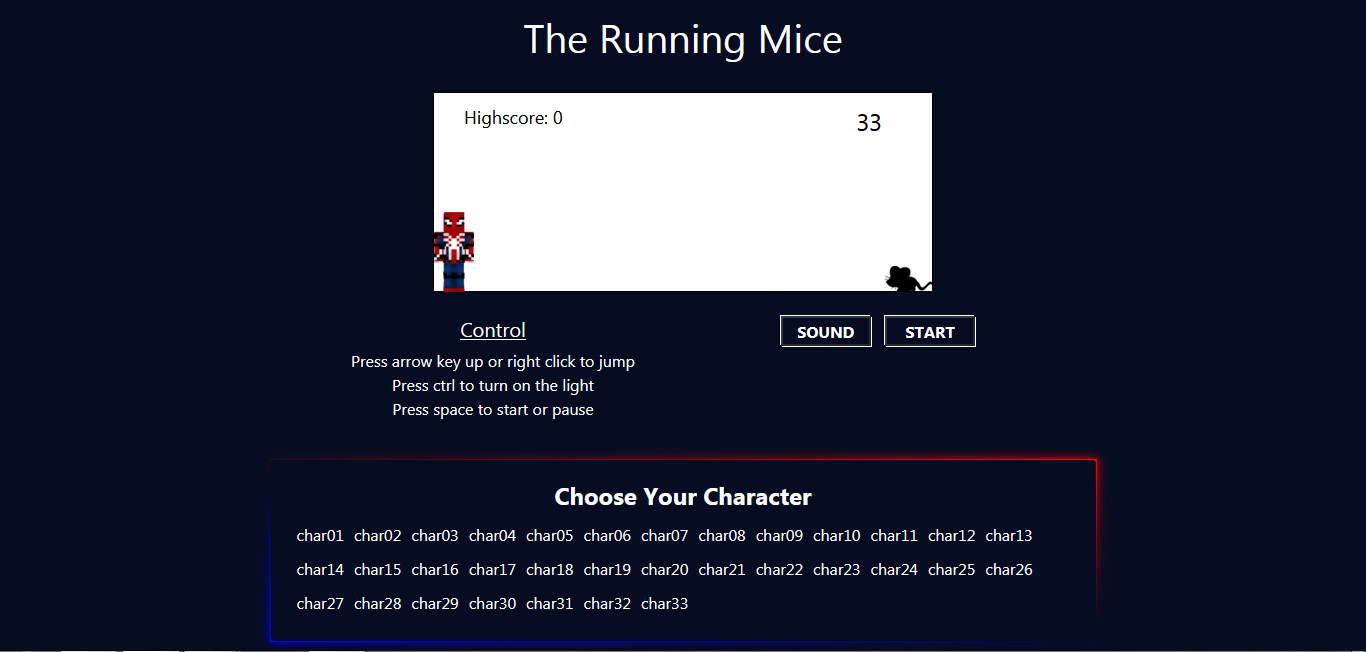 The Running Mice
Highscore: 0
33
Control
SOUND
START
Press arrow key up or right click to jump
Press ctrl to turn on the light
Press space to start or pause
Choose Your Character
char01 char02 char03 char04 char05 char06 char07 char08 char09 char10 char11 char12 char13
char14 char15 char16 char17 char18 char19 char20 char21 char22 char23 char24 char25 char26
char27 char28 char29 char30 char31 char32 char33